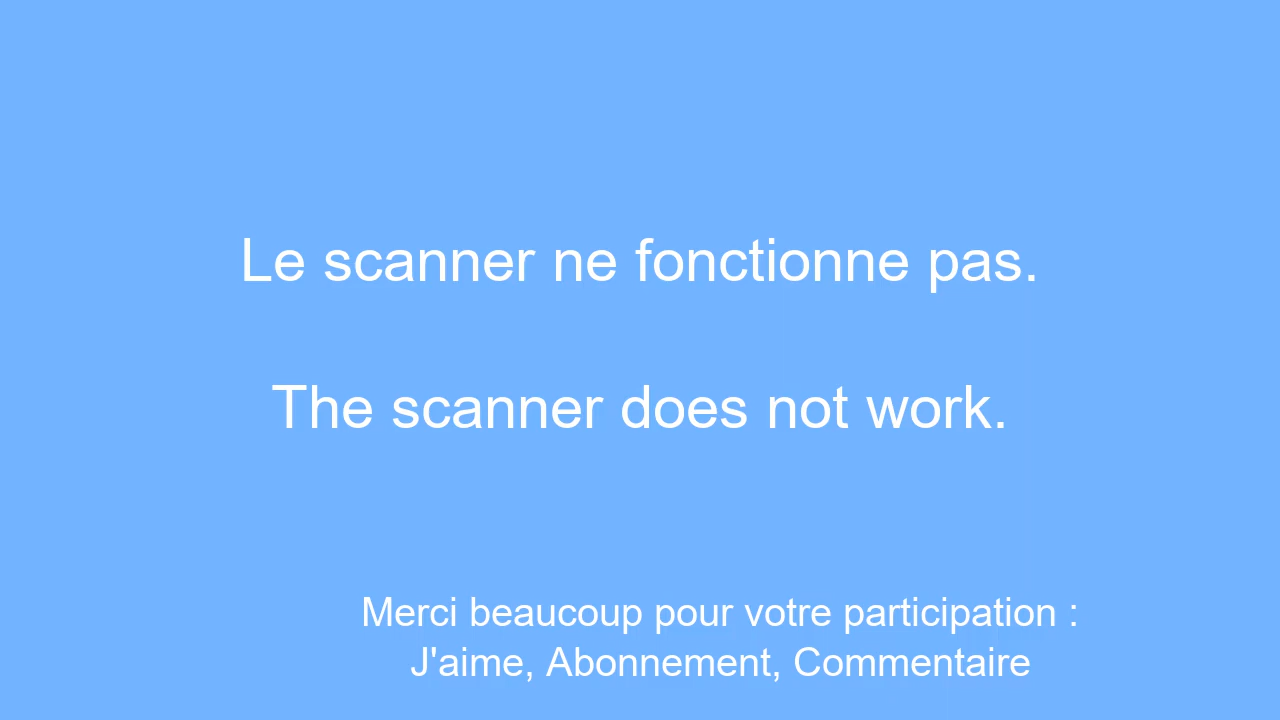 Le scanner ne fonctionne pas.
The scanner does not work.
Merci beaucoup pour votre participation :
J'aime, Abonnement, Commentaire